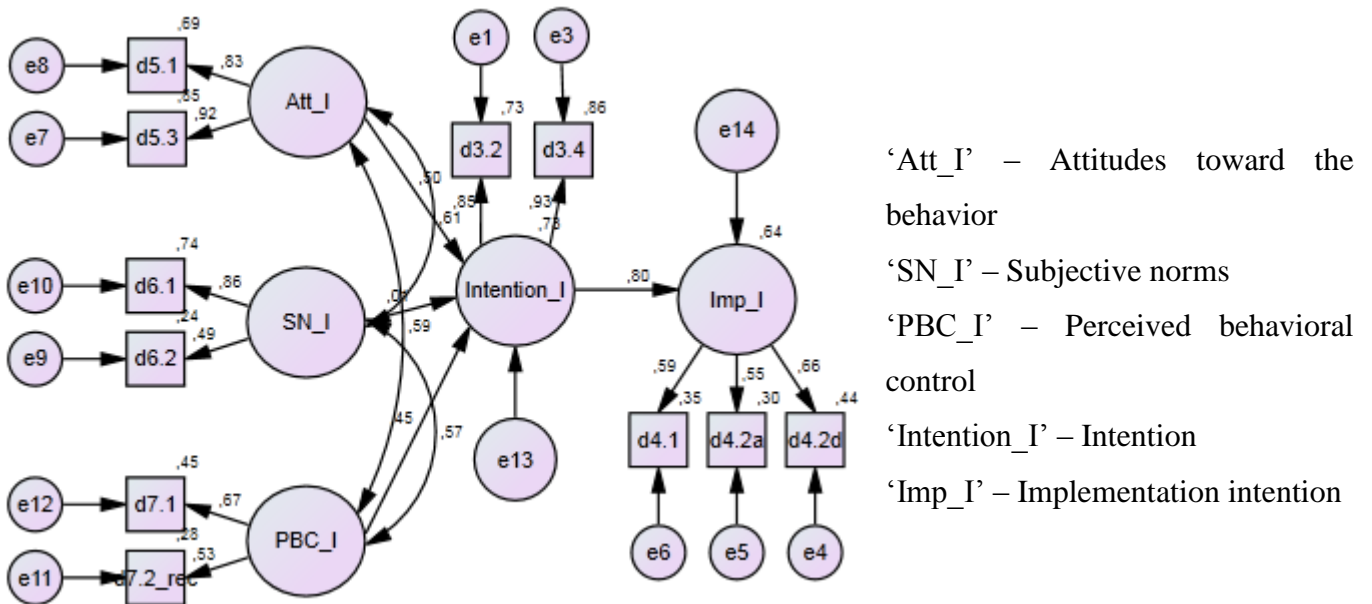 ,69
e8
d5.1
,83
Att_I
,85
e7
d5.3
,92
e1
e3
,73
,86
d3.2
d3.4
,50
,85
,61
,93
,73
e14
,64
,74
e10
d6.1
,86
SN_I
,24
e9
d6.2
,49
Intention_I
,59
,80
Imp_I
,59
,55
,66
,35
,30
,44
d4.1
d4.2a
d4.2d
e6
e5
e4
,45
,57
e13
,45
e12
d7.1
,67
PBC_I
,28
e11
,53
‘Att_I’ – Attitudes toward the
behavior
‘SN_I’ – Subjective norms
‘PBC_I’ – Perceived behavioral
control
‘Intention_I’ – Intention
‘Imp_I’ – Implementation intention